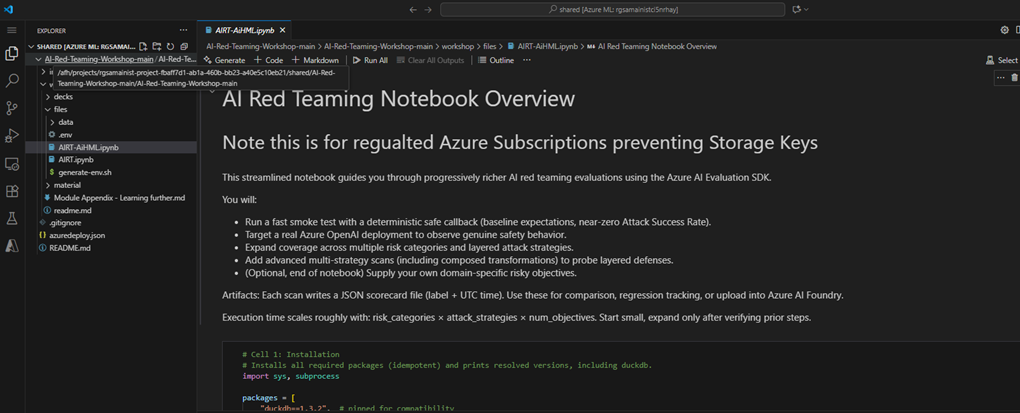 shared [Azure ML: rgsamainistci5nrhay]
EXPLORER
SHARED [AZURE ML: RGSAMAI...
AI-Red-Teaming-Workshop-main / AI-Red-Te...
/afh/projects/rgsamainist-project-fbaff7d1-ab1a-460b-bb23-a40e5c10eb21/shared/AI-Red-
Teaming-Workshop-main/AI-Red-Teaming-Workshop-main
decks
files
data
.env
AIRT-AiHML.ipynb
AIRT.ipynb
generate-env.sh
material
Module Appendix - Learning further.md
readme.md
.gitignore
azuredeploy.json
README.md
AIRT-AiHML.ipynb
AI-Red-Teaming-Workshop-main > AI-Red-Teaming-Workshop-main > workshop > files > AIRT-AiHML.ipynb > AI Red Teaming Notebook Overview
Generate + Code + Markdown Run All Clear All Outputs Outline ... Select
AI Red Teaming Notebook Overview
Note this is for regualted Azure Subscriptions preventing Storage Keys
This streamlined notebook guides you through progressively richer AI red teaming evaluations using the Azure AI Evaluation SDK.
You will:
• Run a fast smoke test with a deterministic safe callback (baseline expectations, near-zero Attack Success Rate).
• Target a real Azure OpenAI deployment to observe genuine safety behavior.
• Expand coverage across multiple risk categories and layered attack strategies.
• Add advanced multi-strategy scans (including composed transformations) to probe layered defenses.
• (Optional, end of notebook) Supply your own domain-specific risky objectives.
Artifacts: Each scan writes a JSON scorecard file (label + UTC time). Use these for comparison, regression tracking, or upload into Azure AI Foundry.
Execution time scales roughly with: risk_categories × attack_strategies × num_objectives. Start small, expand only after verifying prior steps.
# Cell 1: Installation
# Installs all required packages (idempotent) and prints resolved versions, including duckdb.
import sys, subprocess
packages = [
"duckdb==1.3.2", # pinned for compatibility